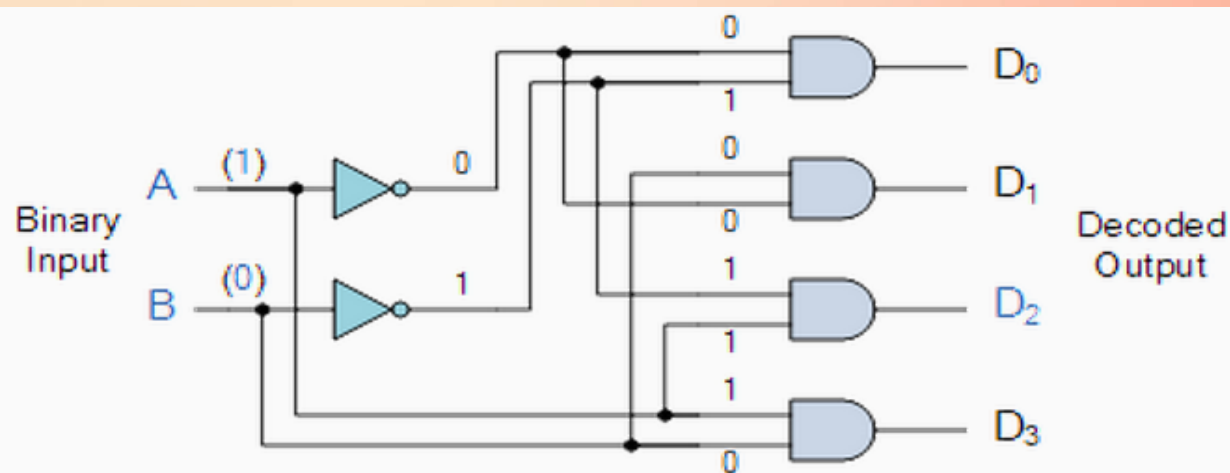 0
D₀
1
A (1) 0
0
D₁
Binary
Input
0
Decoded
Output
B (0) 1
1
D₂
1
1
D₃
0